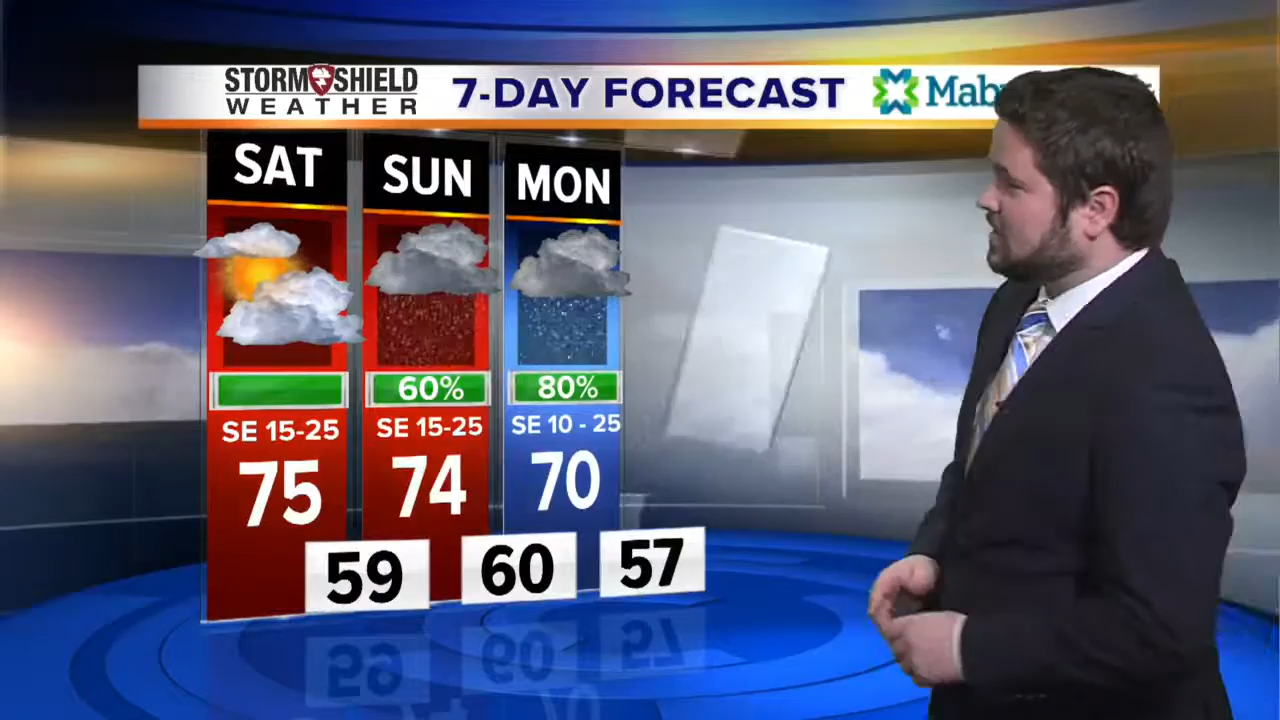 STORM SHIELD
WEATHER
7-DAY FORECAST
SAT SUN MON
60% 80%
SE 15-25 SE 15-25 SE 10 - 25
75 74 70
59 60 57